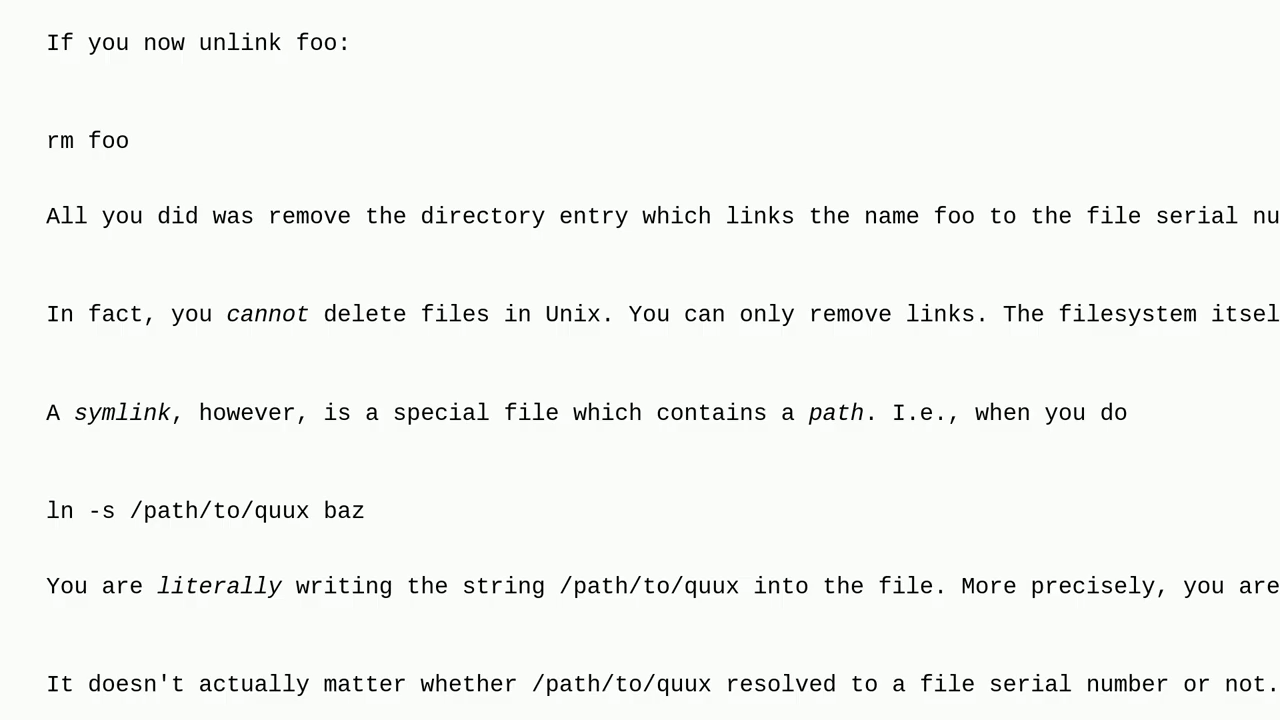 If you now unlink foo:
rm foo
All you did was remove the directory entry which links the name foo to the file serial
In fact, you cannot delete files in Unix. You can only remove links. The filesystem
A symlink, however, is a special file which contains a path. I.e., when you do
ln -s /path/to/quux baz
You are literally writing the string /path/to/quux into the file. More precisely, you are
It doesn't actually matter whether /path/to/quux resolved to a file serial number or not.